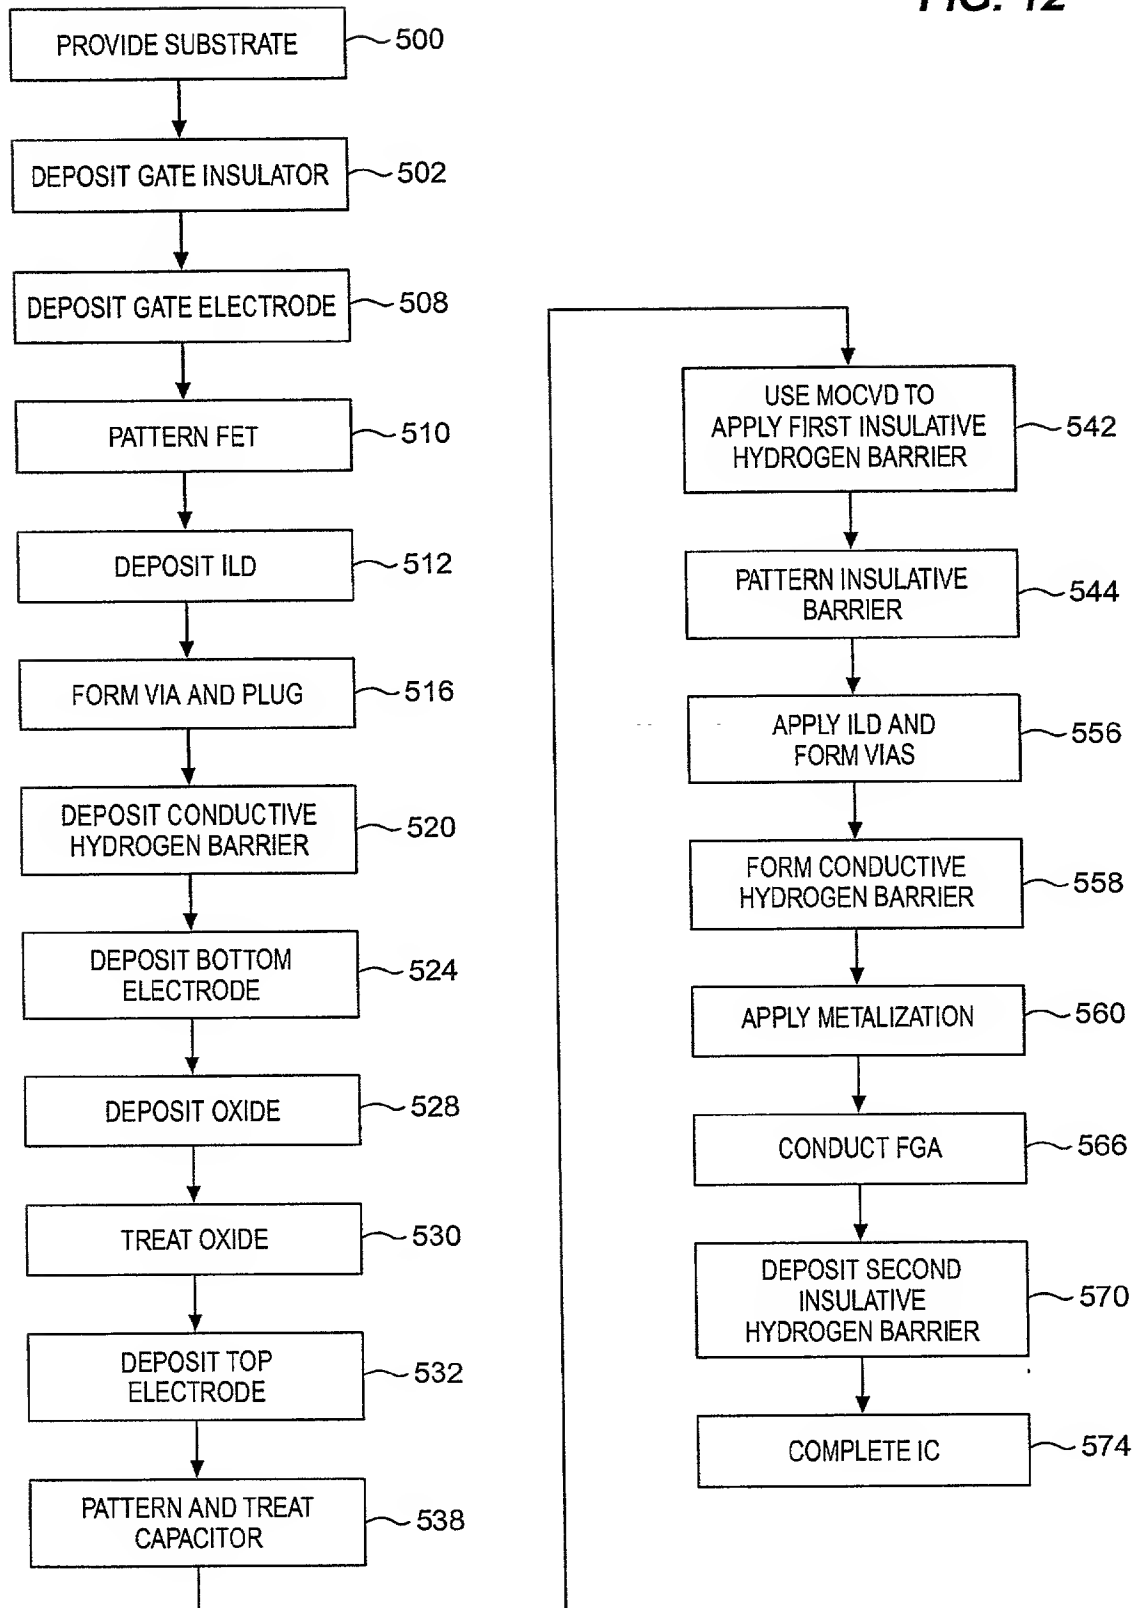 FIG. 12
PROVIDE SUBSTRATE 500
DEPOSIT GATE INSULATOR 502
DEPOSIT GATE ELECTRODE 508
PATTERN FET 510
DEPOSIT ILD 512
FORM VIA AND PLUG 516
DEPOSIT CONDUCTIVE
HYDROGEN BARRIER 520
DEPOSIT BOTTOM
ELECTRODE 524
DEPOSIT OXIDE 528
TREAT OXIDE 530
DEPOSIT TOP
ELECTRODE 532
PATTERN AND TREAT
CAPACITOR 538
USE MOCVD TO
APPLY FIRST INSULATIVE 542
HYDROGEN BARRIER
PATTERN INSULATIVE
BARRIER 544
APPLY ILD AND
FORM VIAS 556
FORM CONDUCTIVE
HYDROGEN BARRIER 558
APPLY METALIZATION 560
CONDUCT FGA 566
DEPOSIT SECOND
INSULATIVE 570
HYDROGEN BARRIER
COMPLETE IC 574